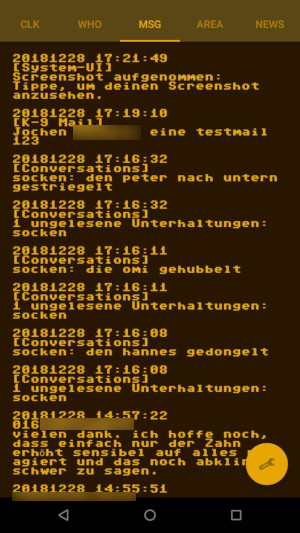 CLK WHO MSG AREA NEWS
20181228 17:21:49
[System-UI]
Screenshot aufgenommen:
Tippe, um deinen Screenshot
anzusehen.
20181228 17:19:10
[K-9 Mail]
Jochen eine testmail
123
20181228 17:16:32
[Conversations]
socken: den peter nach untern
gestriegelt
20181228 17:16:32
[Conversations]
1 ungelesene Unterhaltungen:
socken
20181228 17:16:11
[Conversations]
socken: die omi gehubbelt
20181228 17:16:11
[Conversations]
1 ungelesene Unterhaltungen:
socken
20181228 17:16:08
[Conversations]
socken: den hannes gedongelt
20181228 17:16:08
[Conversations]
1 ungelesene Unterhaltungen:
socken
20181228 14:57:22
016
vielen dank. ich hoffe noch,
dass einfach nur der Zahn
erhöht sensibel auf alles
agiert und das noch
schwer zu sagen.
20181228 14:55:51